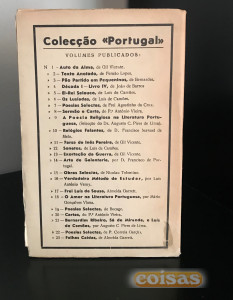 Colecção «Portugal»
VOLUMES PUBLICADOS:
N.º 1 - Auto da Alma, de Gil Vicente.
2 - Texto Anotado, de Fernão Lopes.
3 - Pão Partido em Pequeninos, de Bernardes.
4 - Década I - Livro IV, de João de Barros
5 - El-Rei Seleuco, de Luís de Camões.
6 - Os Lusíadas, de Luís de Camões.
7 - Poesias Selectas, de Frei Agostinho da Cruz.
8 - Sermão e Carta, de P.e António Vieira.
9 - A Poesia Religiosa na Literatura Portuguesa,
Selecção do Dr. Augusto C. Pires de Lima.
10 - Relógios Falantes, de D. Francisco Manuel de
Melo.
11 - Farsa de Inês Pereira, de Gil Vicente.
12 - Sonetos, de Luís de Camões.
13 - Exortação da Guerra, de Gil Vicente.
14 - Arte de Galantaria, por D. Francisco de Portugal.
15 - Obras Selectas, de Nicolau Tolentino.
16 - Verdadeiro Método de Estudar, por Luís
António Verney.
17 - Frei Luís de Sousa, Almeida Garrett.
18 - O Amor na Literatura Portuguesa, por Mário
Gonçalves Viana.
19 - Poesias Selectas, de Bocage.
20 - Cartas, de P.e António Vieira.
21 - Bernardim Ribeiro, Sá de Miranda, e Luís
de Camões, por Augusto C. Pires de Lima.
22 - Poesias Selectas, de P. Correia Garção.
23 - Folhas Caídas, de Almeida Garrett.
coisas